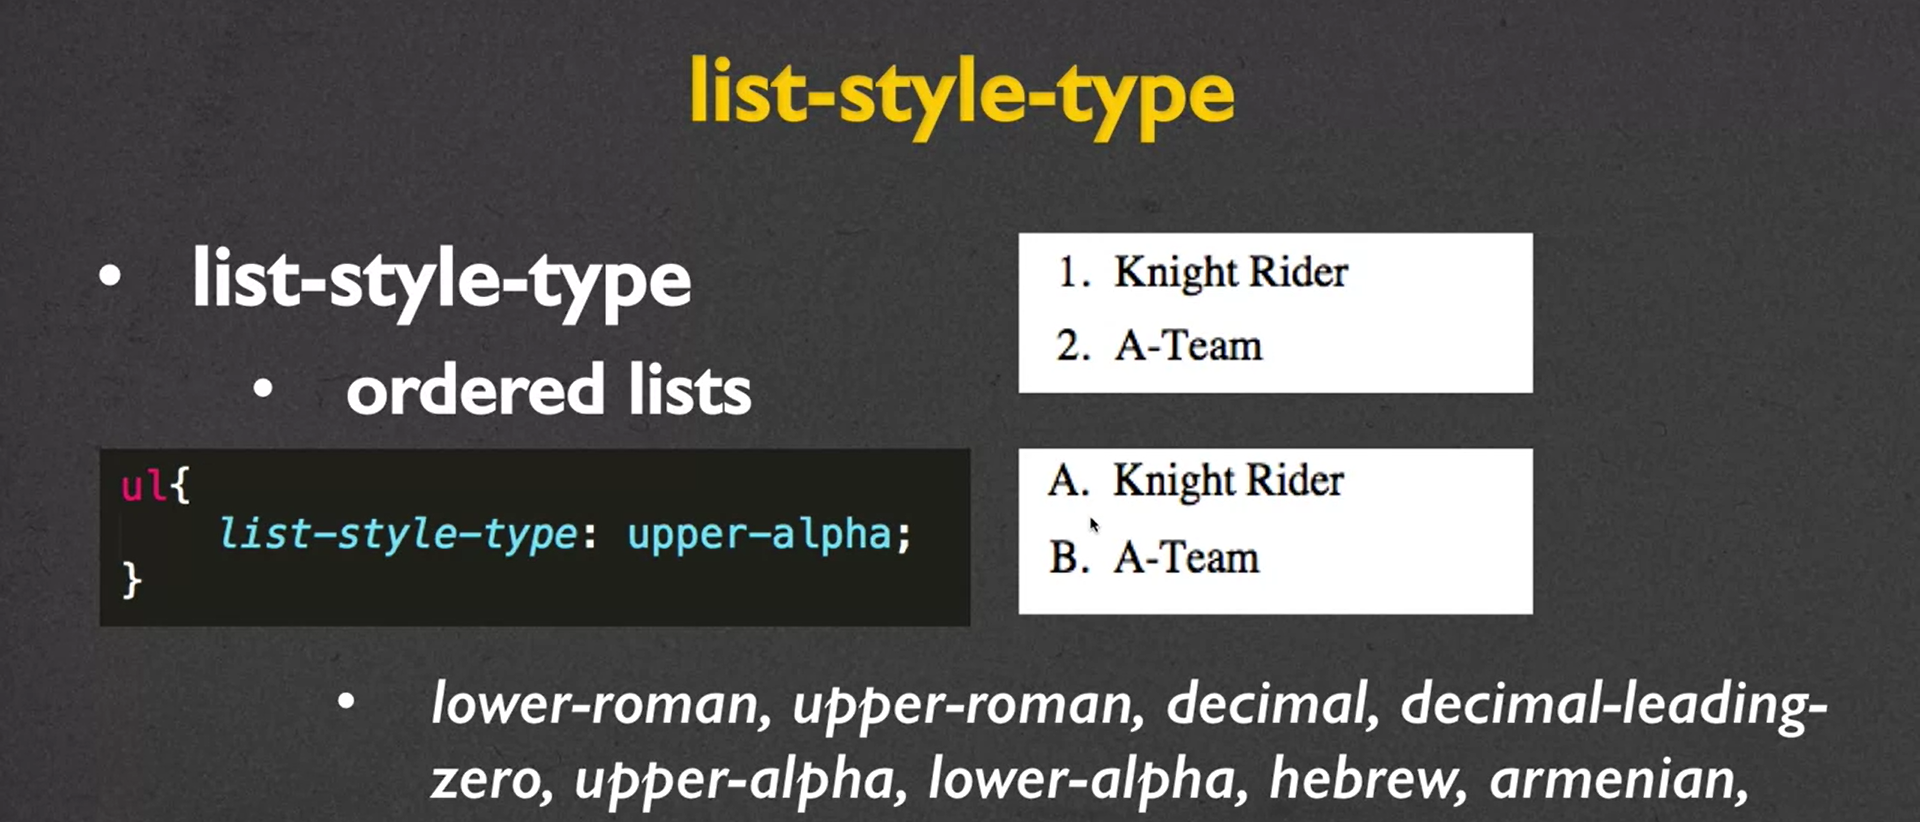 list-style-type
• list-style-type
• ordered lists
1. Knight Rider
2. A-Team
ul{
list-style-type: upper-alpha;
}
A. Knight Rider
B. A-Team
• lower-roman, upper-roman, decimal, decimal-leading-
zero, upper-alpha, lower-alpha, hebrew, armenian,